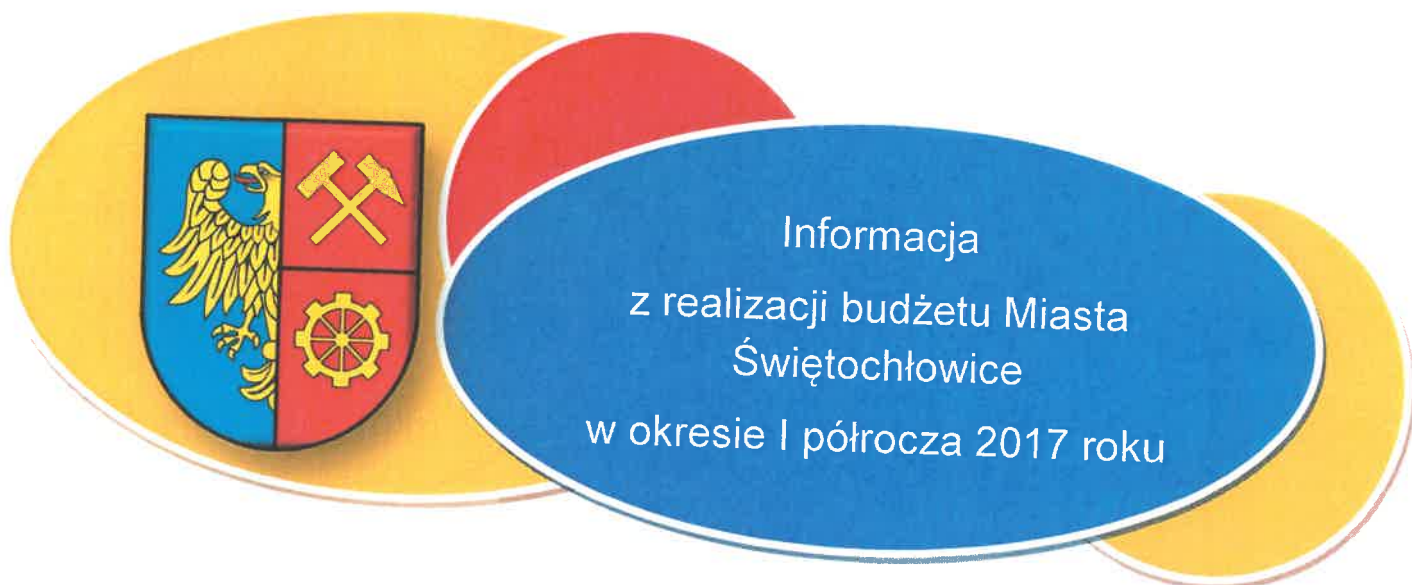 Informacja
z realizacji budżetu Miasta
Świętochłowice
w okresie I półrocza 2017 roku